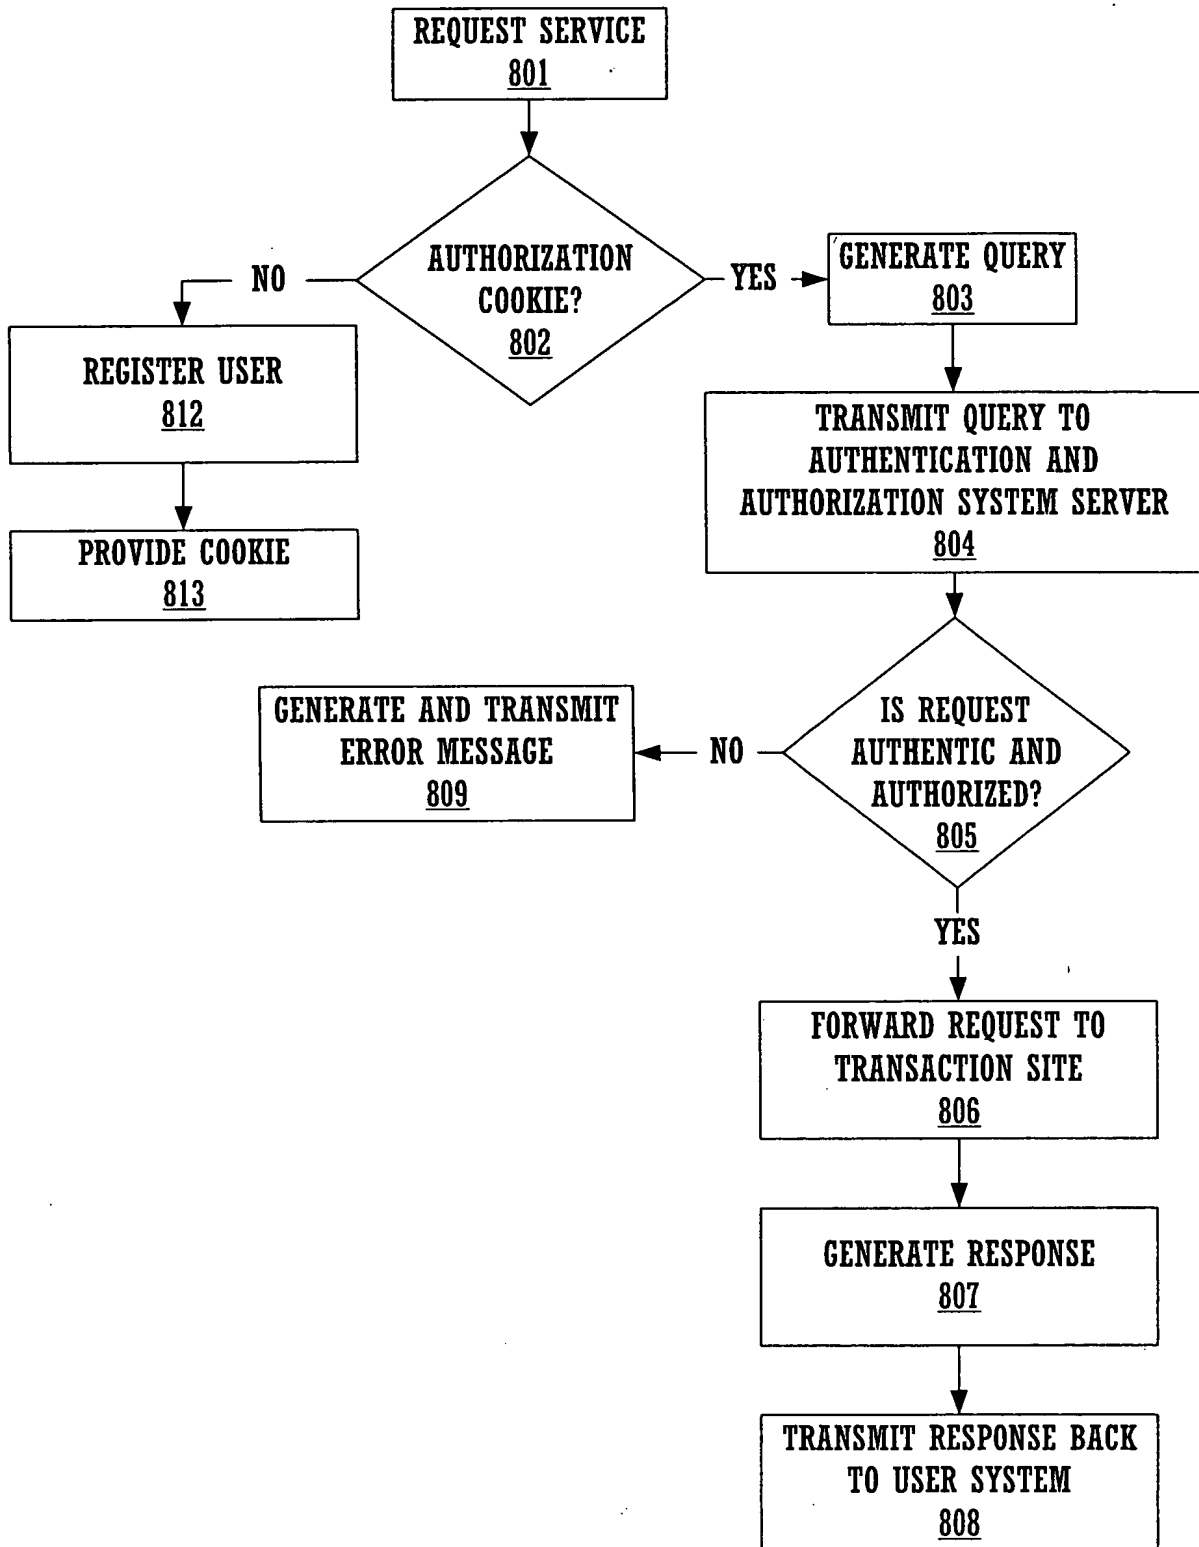 REQUEST SERVICE
801
AUTHORIZATION
COOKIE?
802
NO
YES
GENERATE QUERY
803
REGISTER USER
812
PROVIDE COOKIE
813
TRANSMIT QUERY TO
AUTHENTICATION AND
AUTHORIZATION SYSTEM SERVER
804
IS REQUEST
AUTHENTIC AND
AUTHORIZED?
805
NO
GENERATE AND TRANSMIT
ERROR MESSAGE
809
YES
FORWARD REQUEST TO
TRANSACTION SITE
806
GENERATE RESPONSE
807
TRANSMIT RESPONSE BACK
TO USER SYSTEM
808